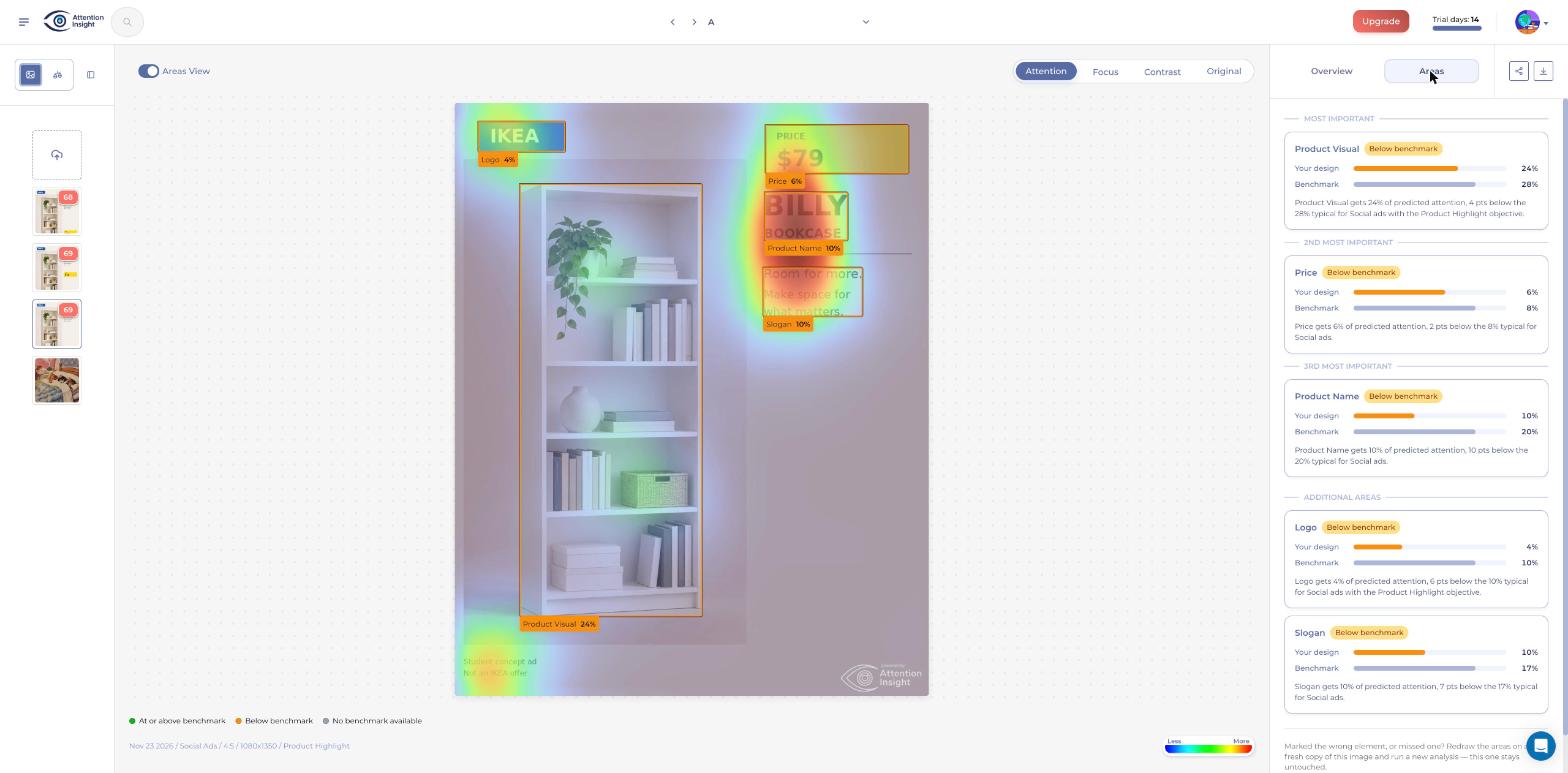 Attention
Insight
A
Upgrade
Trial days: 14
Areas View
Attention
Focus
Contrast
Original
Overview
Areas
68
69
69
IKEA
Logo 4%
PRICE
$79
Price 6%
BILLY
BOOKCASE
Product Name 10%
Room for more.
Make space for
what matters.
Slogan 10%
Product Visual 24%
Student concept ad
Not an IKEA offer
powered by
Attention
Insight
At or above benchmark
Below benchmark
No benchmark available
Nov 23 2026 / Social Ads / 4:5 / 1080x1350 / Product Highlight
Less
More
MOST IMPORTANT
Product Visual Below benchmark
Your design 24%
Benchmark 28%
Product Visual gets 24% of predicted attention, 4 pts below the
28% typical for Social ads with the Product Highlight objective.
2ND MOST IMPORTANT
Price Below benchmark
Your design 6%
Benchmark 8%
Price gets 6% of predicted attention, 2 pts below the 8% typical for
Social ads.
3RD MOST IMPORTANT
Product Name Below benchmark
Your design 10%
Benchmark 20%
Product Name gets 10% of predicted attention, 10 pts below the
20% typical for Social ads.
ADDITIONAL AREAS
Logo Below benchmark
Your design 4%
Benchmark 10%
Logo gets 4% of predicted attention, 6 pts below the 10% typical
for Social ads with the Product Highlight objective.
Slogan Below benchmark
Your design 10%
Benchmark 17%
Slogan gets 10% of predicted attention, 7 pts below the 17% typical
for Social ads.
Marked the wrong element, or missed one? Redraw the areas on
fresh copy of this image and run a new analysis — this one stays
untouched.